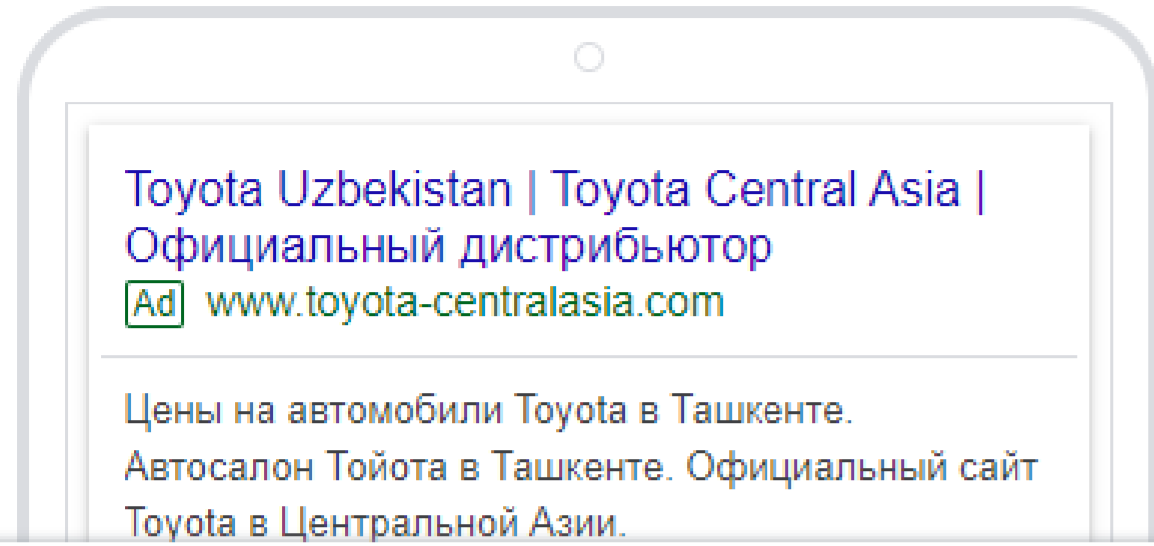 Toyota Uzbekistan | Toyota Central Asia |
Официальный дистрибьютор
Ad www.toyota-centralasia.com
Цены на автомобили Toyota в Ташкенте.
Автосалон Тойота в Ташкенте. Официальный сайт
Toyota в Центральной Азии.